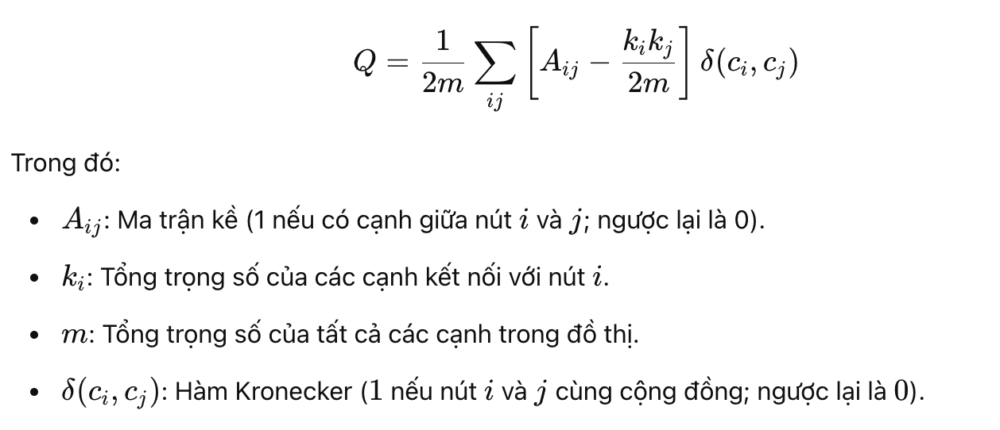 Q = \frac{1}{2m} \sum_{ij} \left[ A_{ij} - \frac{k_i k_j}{2m} \right] \delta(c_i, c_j)
Trong đó:
• A_{ij}: Ma trận kề (1 nếu có cạnh giữa nút i và j; ngược lại là 0).
• k_i: Tổng trọng số của các cạnh kết nối với nút i.
• m: Tổng trọng số của tất cả các cạnh trong đồ thị.
• \delta(c_i, c_j): Hàm Kronecker (1 nếu nút i và j cùng cộng đồng; ngược lại là 0).